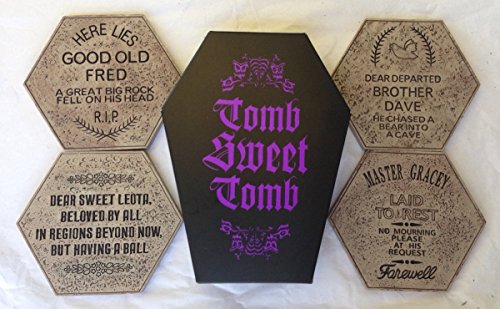 HERE LIES
GOOD OLD
FRED
A GREAT BIG ROCK
FELL ON HIS HEAD
R.I.P
DEAR SWEET LEOTA,
BELOVED BY ALL
IN REGIONS BEYOND NOW,
BUT HAVING A BALL
Tomb
Sweet
Tomb
DEAR DEPARTED
BROTHER
DAVE
HE CHASED A
BEAR INTO A
CAVE
MASTER GRACEY
LAID
TO REST
NO MOURNING
PLEASE
AT HIS
REQUEST
Farewell